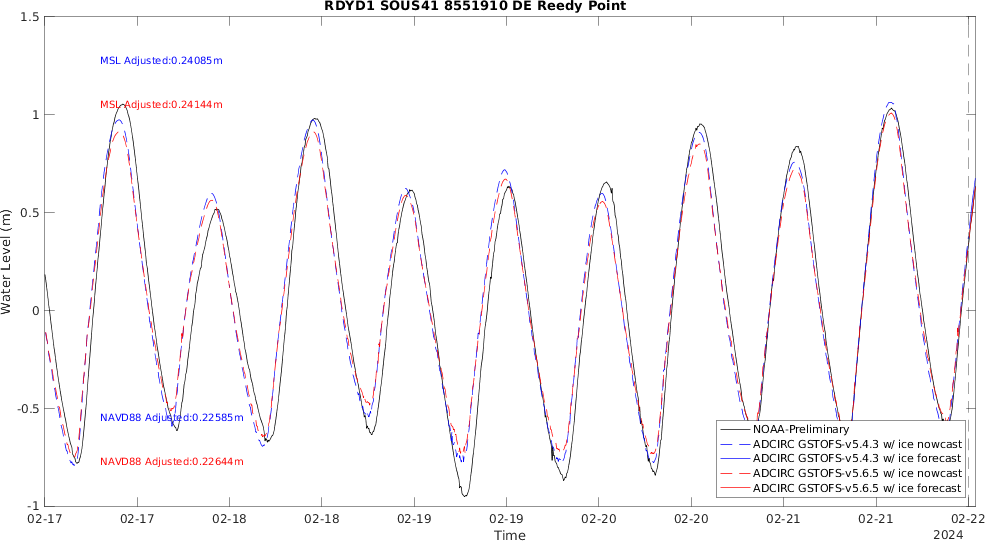 RDYD1 SOUS41 8551910 DE Reedy Point
1.5
MSL Adjusted:0.24085m
MSL Adjusted:0.24144m
1
0.5
Water Level (m)
0
-0.5
NAVD88 Adjusted:0.22585m
NAVD88 Adjusted:0.22644m
NOAA-Preliminary
ADCIRC GSTOFS-v5.4.3 w/ ice nowcast
ADCIRC GSTOFS-v5.4.3 w/ ice forecast
ADCIRC GSTOFS-v5.6.5 w/ ice nowcast
ADCIRC GSTOFS-v5.6.5 w/ ice forecast
-1
02-17 02-17 02-18 02-18 02-19 02-19 02-20 02-20 02-21 02-21 02-22
Time
2024